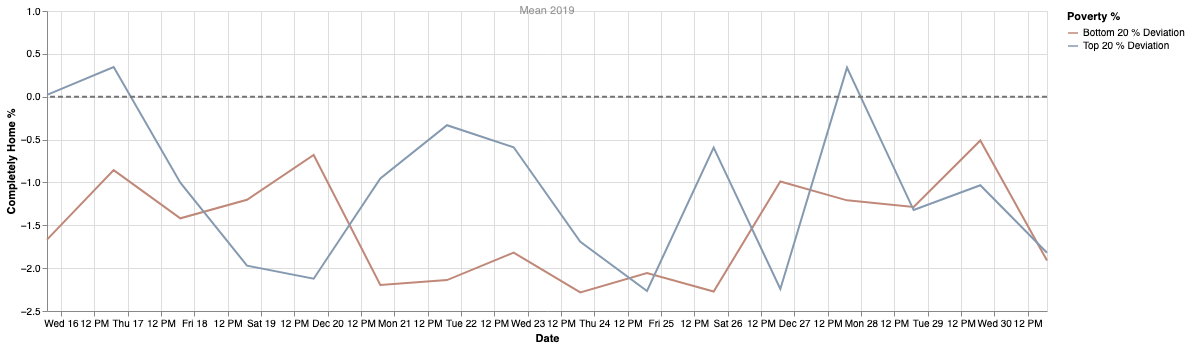 Mean 2019
1.0
0.5
0.0
−0.5
−1.0
−1.5
−2.0
−2.5
Completely Home %
Wed 16 12 PM Thu 17 12 PM Fri 18 12 PM Sat 19 12 PM Dec 20 12 PM Mon 21 12 PM Tue 22 12 PM Wed 23 12 PM Thu 24 12 PM Fri 25 12 PM Sat 26 12 PM Dec 27 12 PM Mon 28 12 PM Tue 29 12 PM Wed 30 12 PM
Date
Poverty %
Bottom 20 % Deviation
Top 20 % Deviation